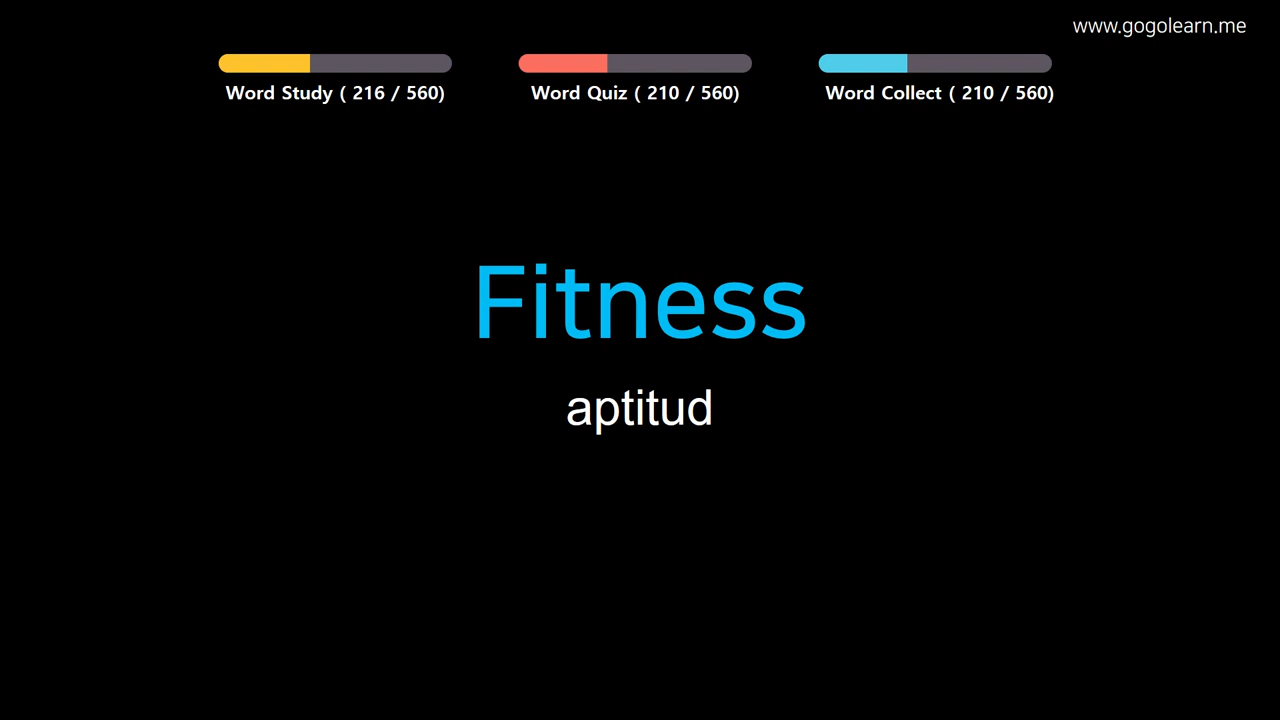 www.gogolearn.me
Word Study ( 216 / 560)
Word Quiz ( 210 / 560)
Word Collect ( 210 / 560)
Fitness
aptitud